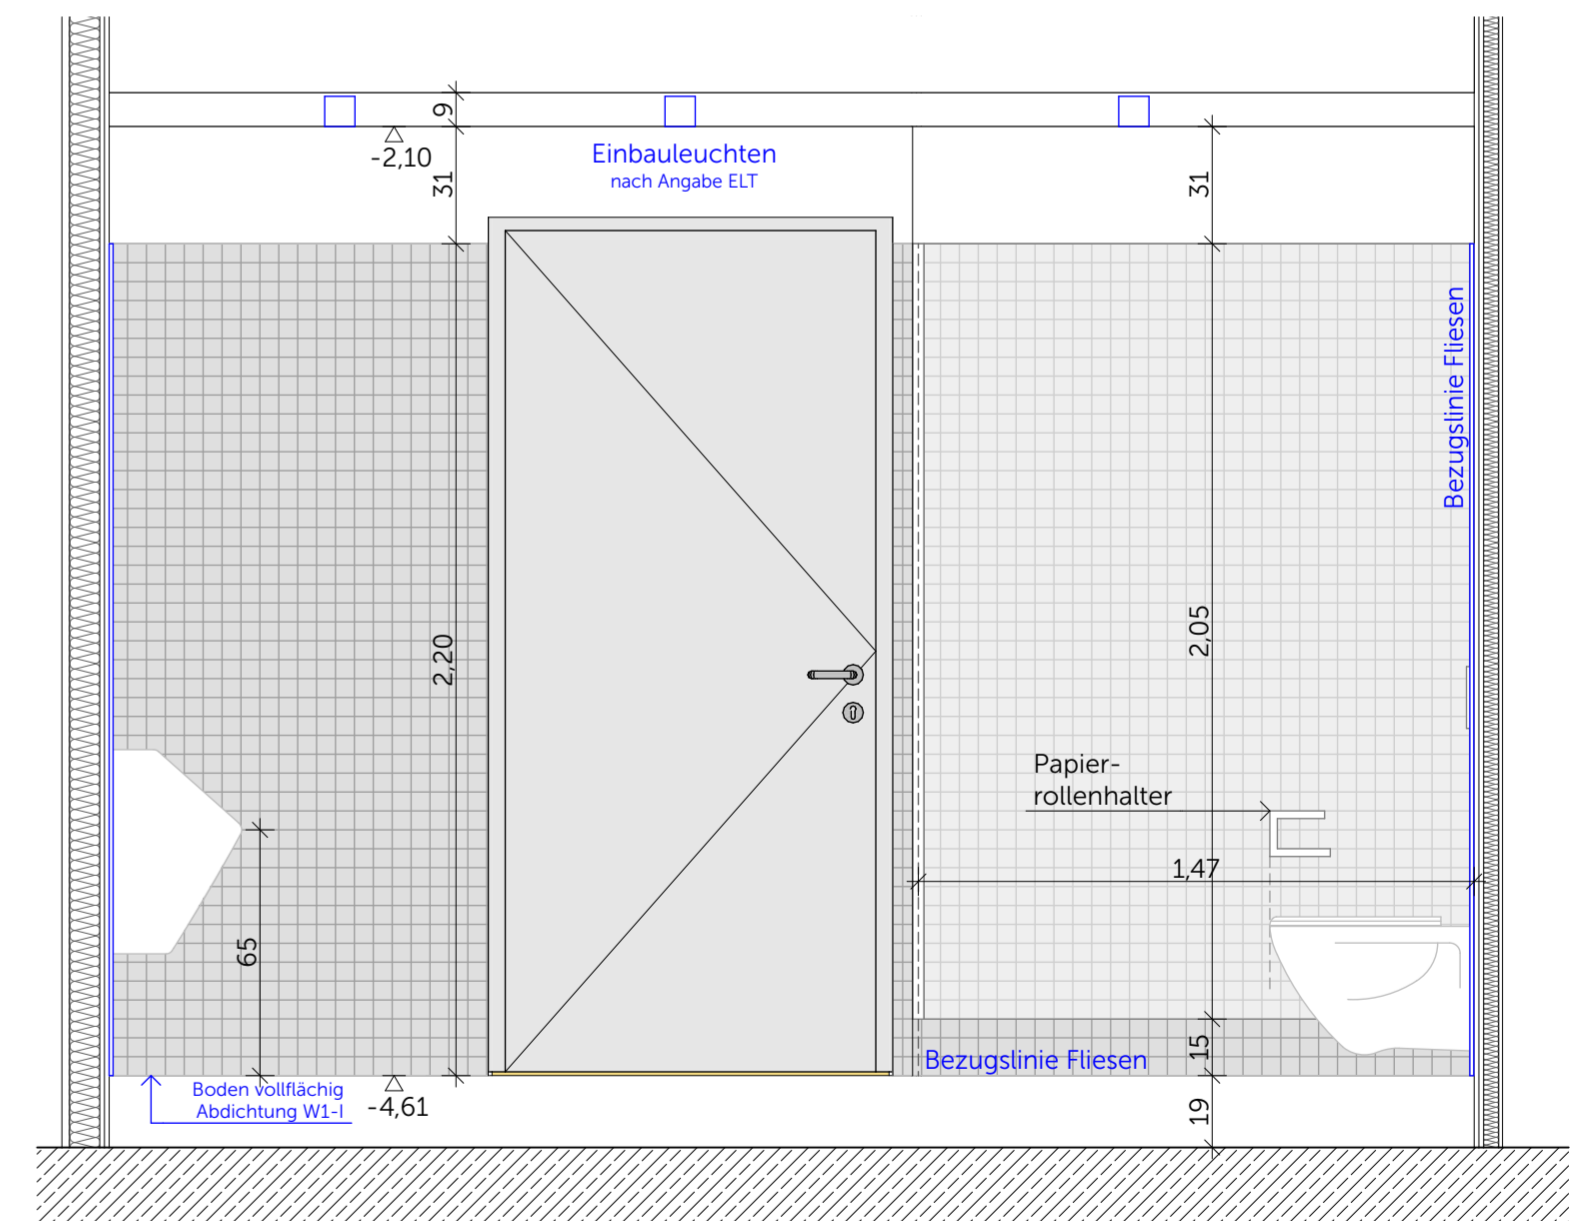 9
-2,10
31
Einbauleuchten
nach Angabe ELT
31
Bezugslinie Fliesen
2,20
2,05
Papier-
rollenhalter
1,47
65
15
Bezugslinie Fliesen
Boden vollflächig
Abdichtung W1-I
-4,61
19